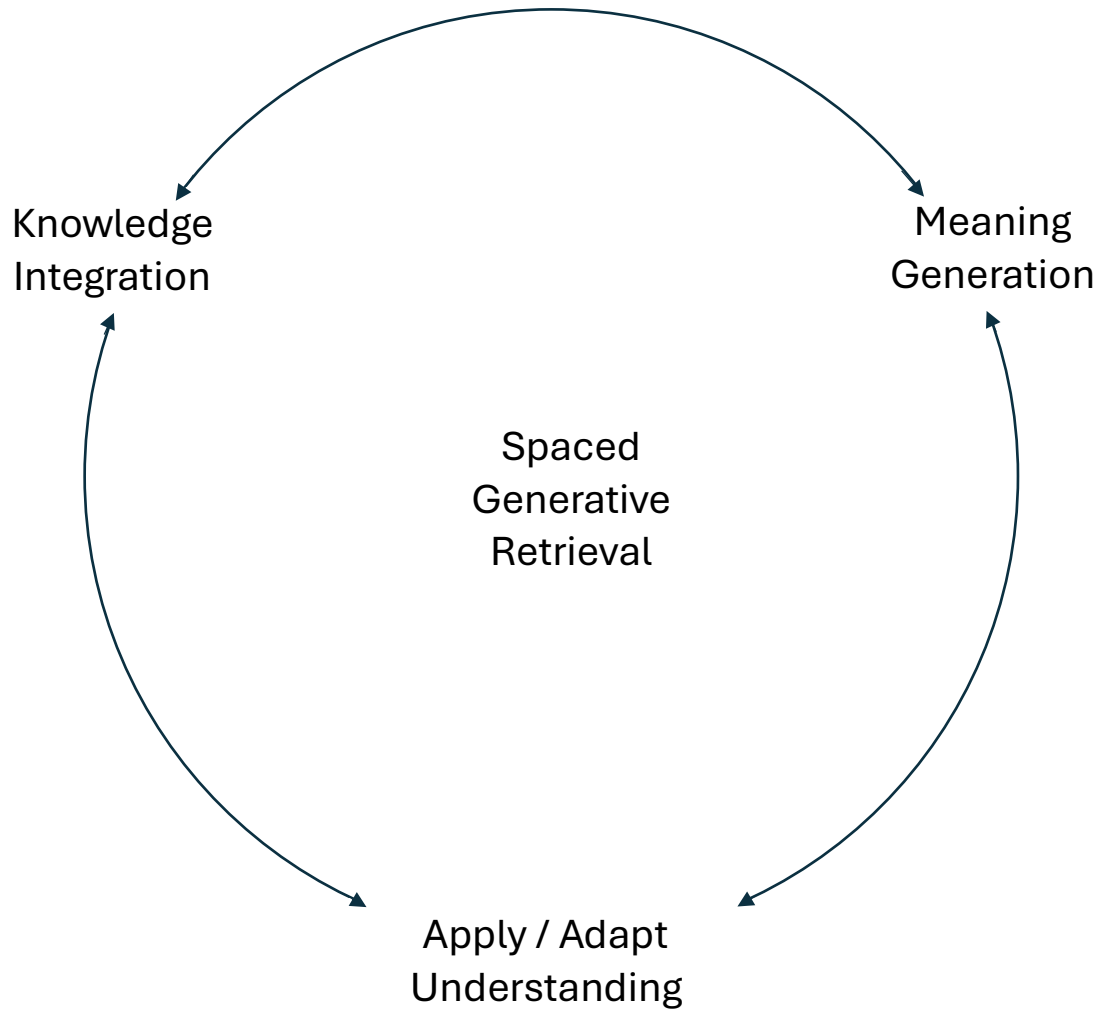 Knowledge
Integration
Meaning
Generation
Spaced
Generative
Retrieval
Apply / Adapt
Understanding